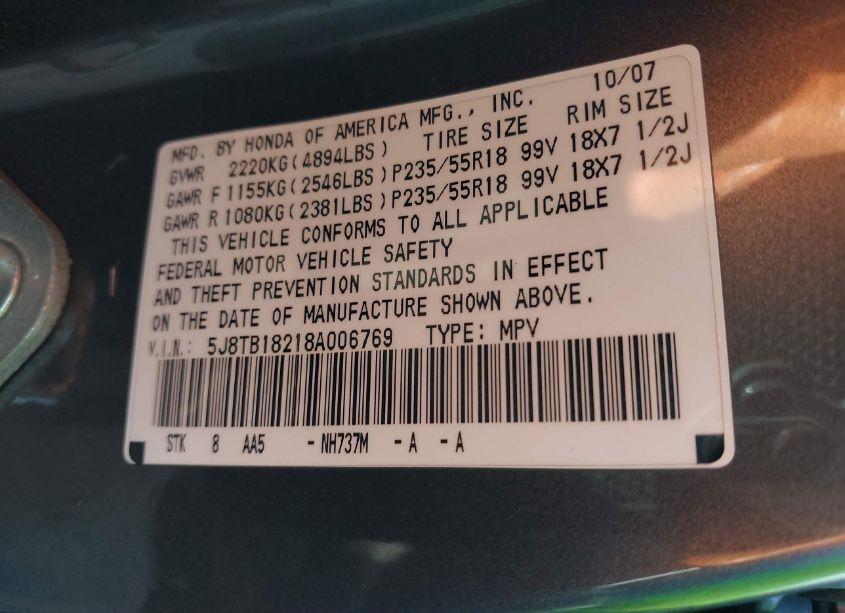 MFD. BY HONDA OF AMERICA MFG., INC. 10/07
GVWR 2220KG(4894LBS) TIRE SIZE RIM SIZE
GAWR F 1155KG(2546LBS)P235/55R18 99V 18X7 1/2J
GAWR R 1080KG(2381LBS)P235/55R18 99V 18X7 1/2J
THIS VEHICLE CONFORMS TO ALL APPLICABLE
FEDERAL MOTOR VEHICLE SAFETY
AND THEFT PREVENTION STANDARDS IN EFFECT
ON THE DATE OF MANUFACTURE SHOWN ABOVE.
V.I.N.: 5J8TB18218A006769 TYPE: MPV
STK 8 AA5 -NH737M -A -A